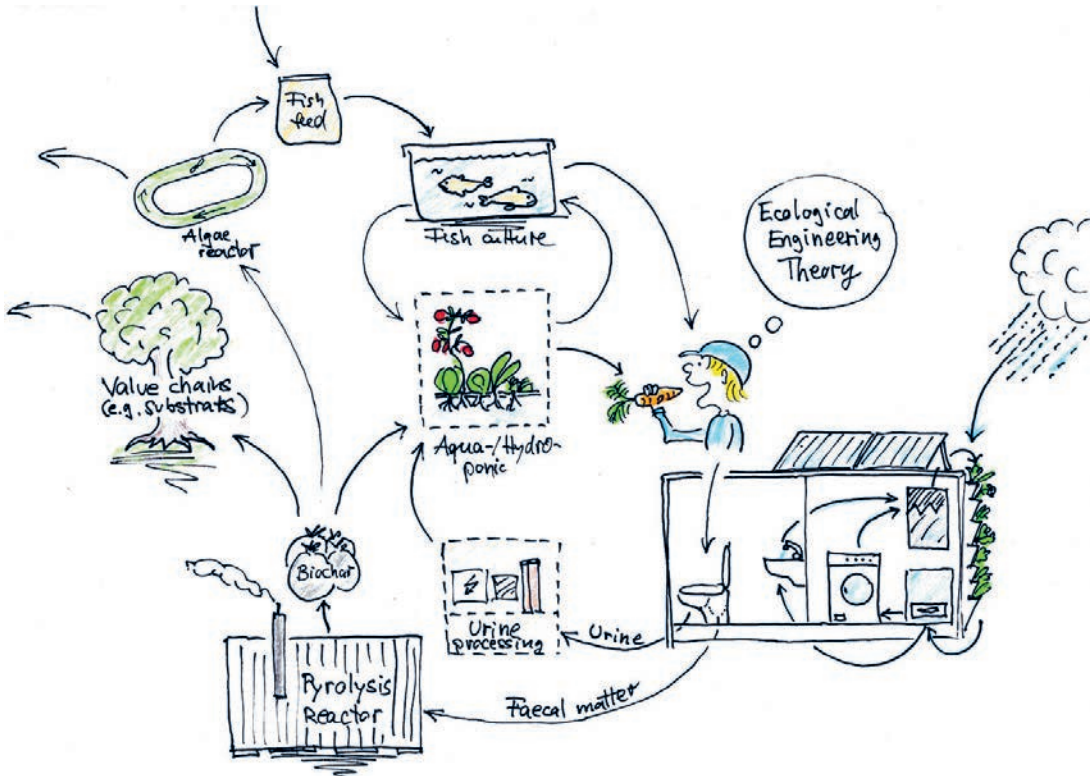 Fish
feed
Algae
reactor
Fish culture
Ecological
Engineering
Theory
Value chains
(e.g. substrats)
Aqua-/Hydro-
ponic
Biochar
Urine
processing
Urine
Pyrolysis
Reactor
Faecal matter